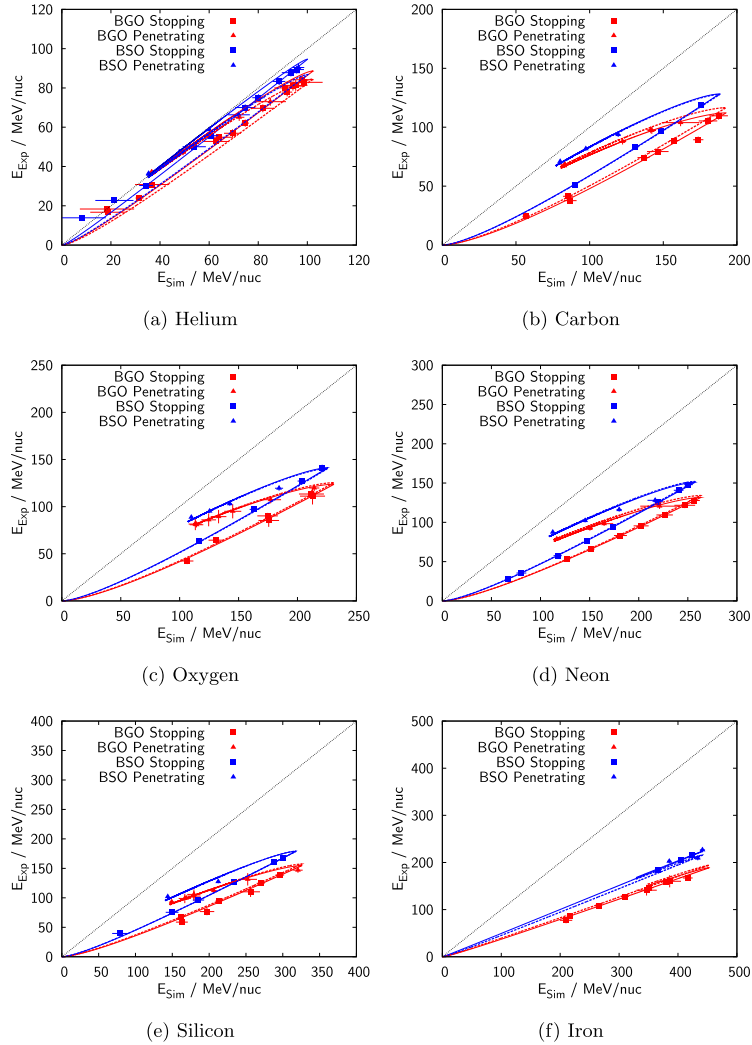 120
100
80
60
40
20
0
E_Exp / MeV/nuc
BGO Stopping
BGO Penetrating
BSO Stopping
BSO Penetrating
0 20 40 60 80 100 120
E_Sim / MeV/nuc
(a) Helium
200
150
100
50
0
E_Exp / MeV/nuc
BGO Stopping
BGO Penetrating
BSO Stopping
BSO Penetrating
0 50 100 150 200
E_Sim / MeV/nuc
(b) Carbon
250
200
150
100
50
0
E_Exp / MeV/nuc
BGO Stopping
BGO Penetrating
BSO Stopping
BSO Penetrating
0 50 100 150 200 250
E_Sim / MeV/nuc
(c) Oxygen
300
250
200
150
100
50
0
E_Exp / MeV/nuc
BGO Stopping
BGO Penetrating
BSO Stopping
BSO Penetrating
0 50 100 150 200 250 300
E_Sim / MeV/nuc
(d) Neon
400
350
300
250
200
150
100
50
0
E_Exp / MeV/nuc
BGO Stopping
BGO Penetrating
BSO Stopping
BSO Penetrating
0 50 100 150 200 250 300 350 400
E_Sim / MeV/nuc
(e) Silicon
500
400
300
200
100
0
E_Exp / MeV/nuc
BGO Stopping
BGO Penetrating
BSO Stopping
BSO Penetrating
0 100 200 300 400 500
E_Sim / MeV/nuc
(f) Iron